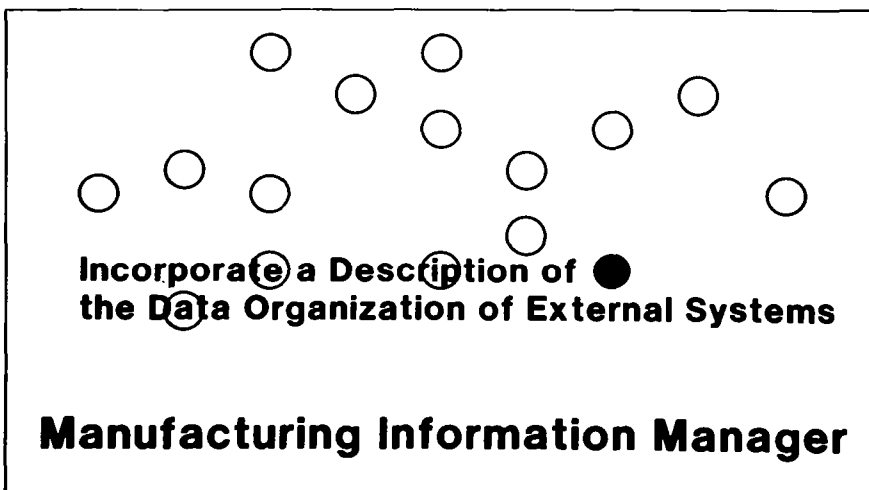 Incorporate a Description of
the Data Organization of External Systems
Manufacturing Information Manager